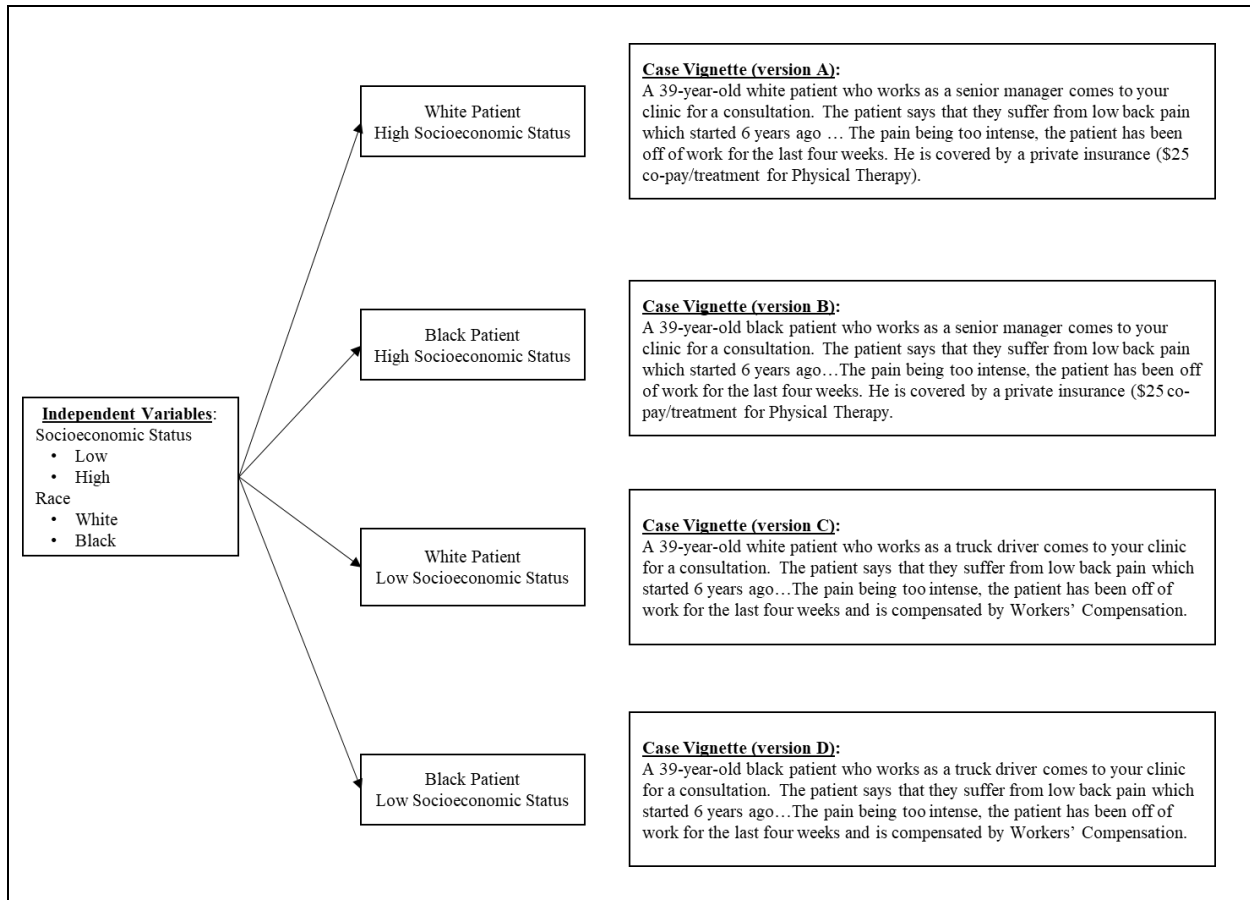 Independent Variables:
Socioeconomic Status
• Low
• High
Race
• White
• Black
White Patient
High Socioeconomic Status
Case Vignette (version A):
A 39-year-old white patient who works as a senior manager comes to your
clinic for a consultation. The patient says that they suffer from low back pain
which started 6 years ago … The pain being too intense, the patient has been
off of work for the last four weeks. He is covered by a private insurance ($25
co-pay/treatment for Physical Therapy).
Black Patient
High Socioeconomic Status
Case Vignette (version B):
A 39-year-old black patient who works as a senior manager comes to your
clinic for a consultation. The patient says that they suffer from low back pain
which started 6 years ago…The pain being too intense, the patient has been off
of work for the last four weeks. He is covered by a private insurance ($25 co-
pay/treatment for Physical Therapy.
White Patient
Low Socioeconomic Status
Case Vignette (version C):
A 39-year-old white patient who works as a truck driver comes to your clinic
for a consultation. The patient says that they suffer from low back pain which
started 6 years ago…The pain being too intense, the patient has been off of
work for the last four weeks and is compensated by Workers’ Compensation.
Black Patient
Low Socioeconomic Status
Case Vignette (version D):
A 39-year-old black patient who works as a truck driver comes to your clinic
for a consultation. The patient says that they suffer from low back pain which
started 6 years ago…The pain being too intense, the patient has been off of
work for the last four weeks and is compensated by Workers’ Compensation.